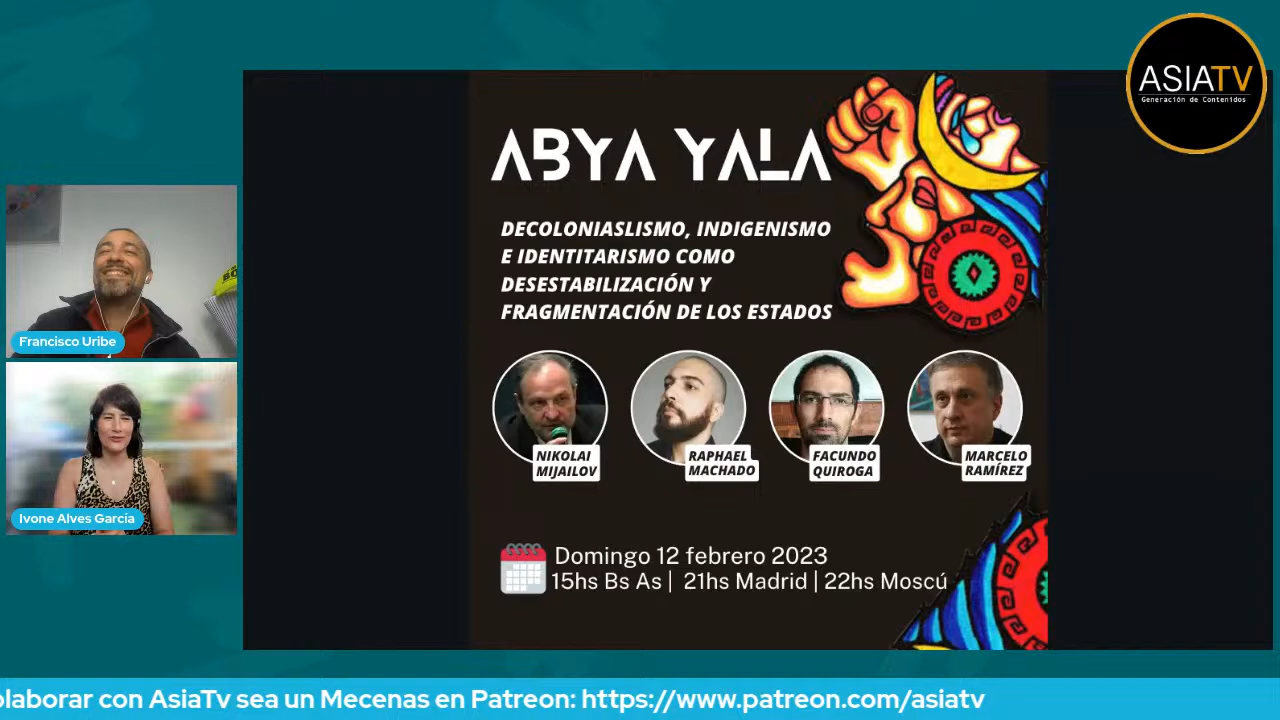 ASIATV
Generación de Contenidos
ABYA YALA
DECOLONIASLISMO, INDIGENISMO
E IDENTITARISMO COMO
DESESTABILIZACIÓN Y
FRAGMENTACIÓN DE LOS ESTADOS
NIKOLAI
MIJAILOV
RAPHAEL
MACHADO
FACUNDO
QUIROGA
MARCELO
RAMÍREZ
Domingo 12 febrero 2023
15hs Bs As | 21hs Madrid | 22hs Moscú
Francisco Uribe
Ivone Alves García
olaborar con AsiaTv sea un Mecenas en Patreon: https://www.patreon.com/asiatv